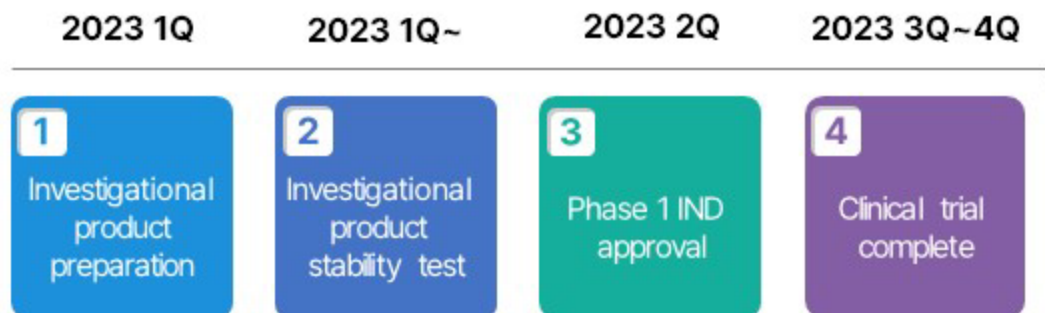 2023 1Q
2023 1Q~
2023 2Q
2023 3Q~4Q
1
Investigational
product
preparation
2
Investigational
product
stability test
3
Phase 1 IND
approval
4
Clinical trial
complete